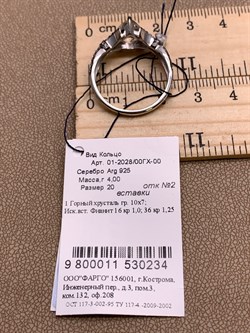 Вид Кольцо
Арт. 01-2028/00ГХ-00
Серебро Arg 925
Масса,г 4,00
Размер 20 отк №2
вставки
1 Горный хрусталь гр. 10х7;
Иск.вст. Фианит 16 кр 1,0; 36 кр 1,25
9 800011 530234
ООО"ФАРГО" 156001, г.Кострома,
Инженерный пер., д.3, пом.3,
ком.132, оф.208
ОСТ 117-3-002-95 ТУ 117-4 -2009-2002